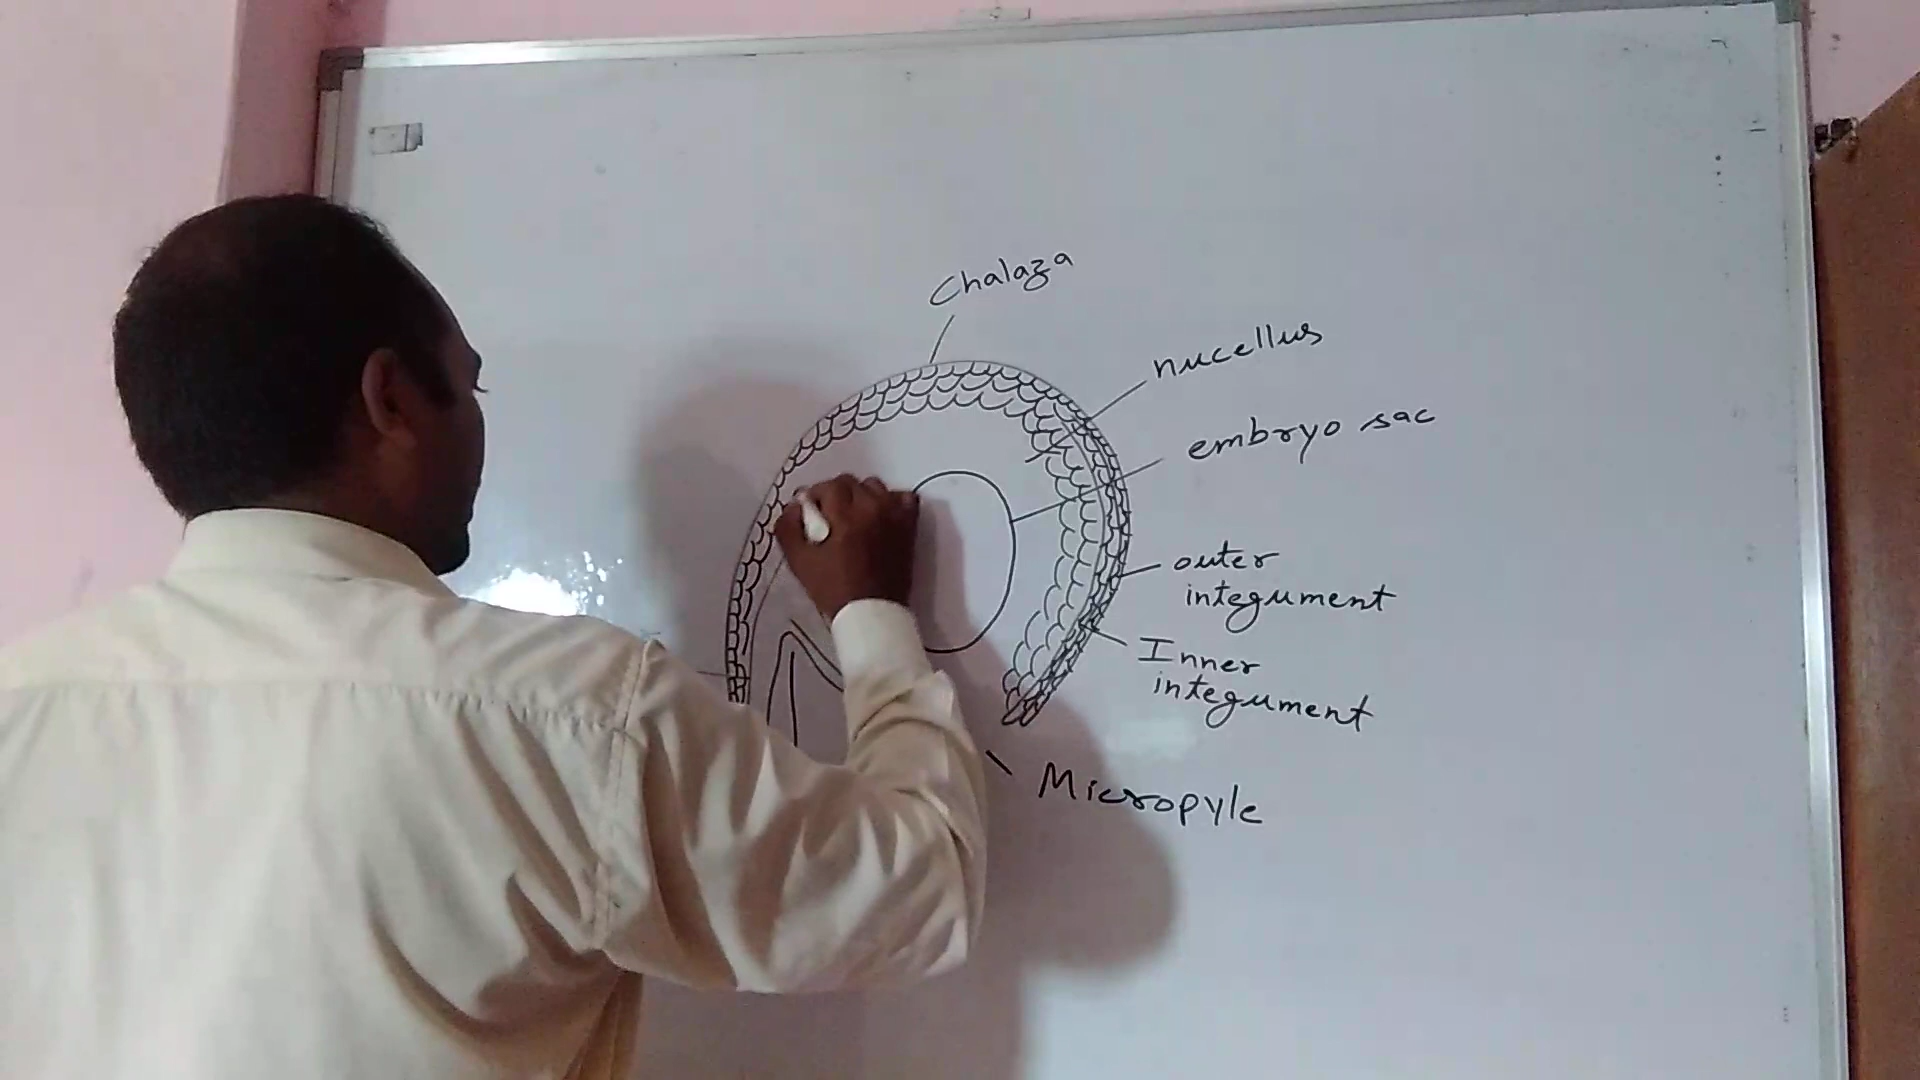 Chalaza
nucellus
embryo sac
outer
integument
Inner
integument
Micropyle